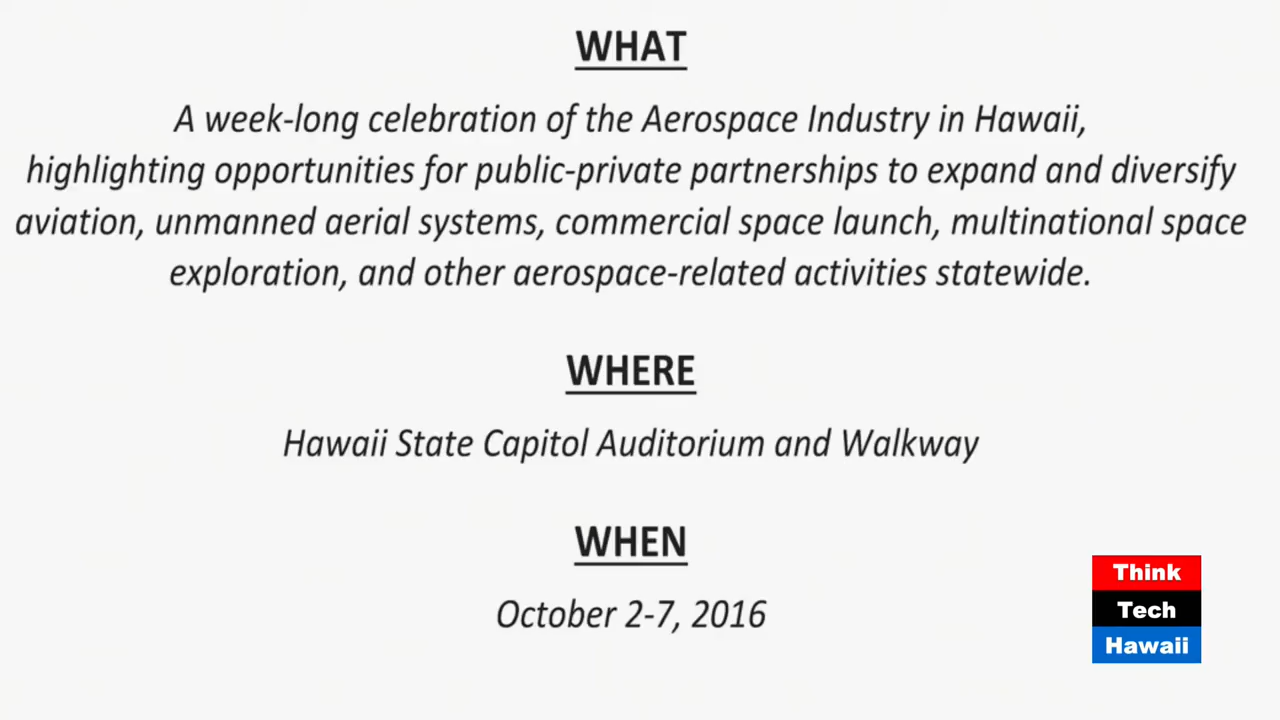 WHAT
A week-long celebration of the Aerospace Industry in Hawaii,
highlighting opportunities for public-private partnerships to expand and diversify
aviation, unmanned aerial systems, commercial space launch, multinational space
exploration, and other aerospace-related activities statewide.
WHERE
Hawaii State Capitol Auditorium and Walkway
WHEN
October 2-7, 2016
Think
Tech
Hawaii